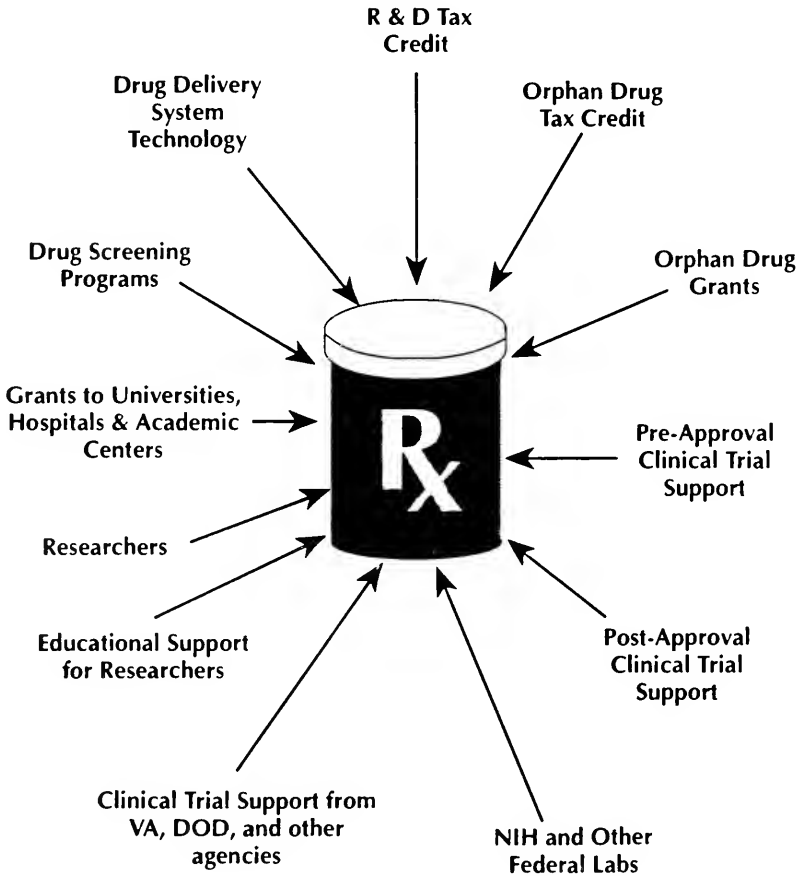 R & D Tax
Credit
Drug Delivery
System
Technology
Orphan Drug
Tax Credit
Drug Screening
Programs
Orphan Drug
Grants
Grants to Universities,
Hospitals & Academic
Centers
Rx
Pre-Approval
Clinical Trial
Support
Researchers
Educational Support
for Researchers
Post-Approval
Clinical Trial
Support
Clinical Trial Support from
VA, DOD, and other
agencies
NIH and Other
Federal Labs